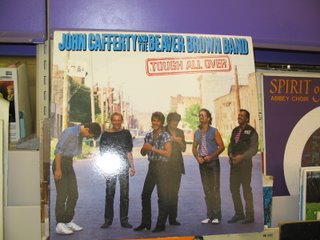 JOHN CAFFERTY AND THE BEAVER BROWN BAND
TOUGH ALL OVER
SPIRIT
ABBEY CHOIR